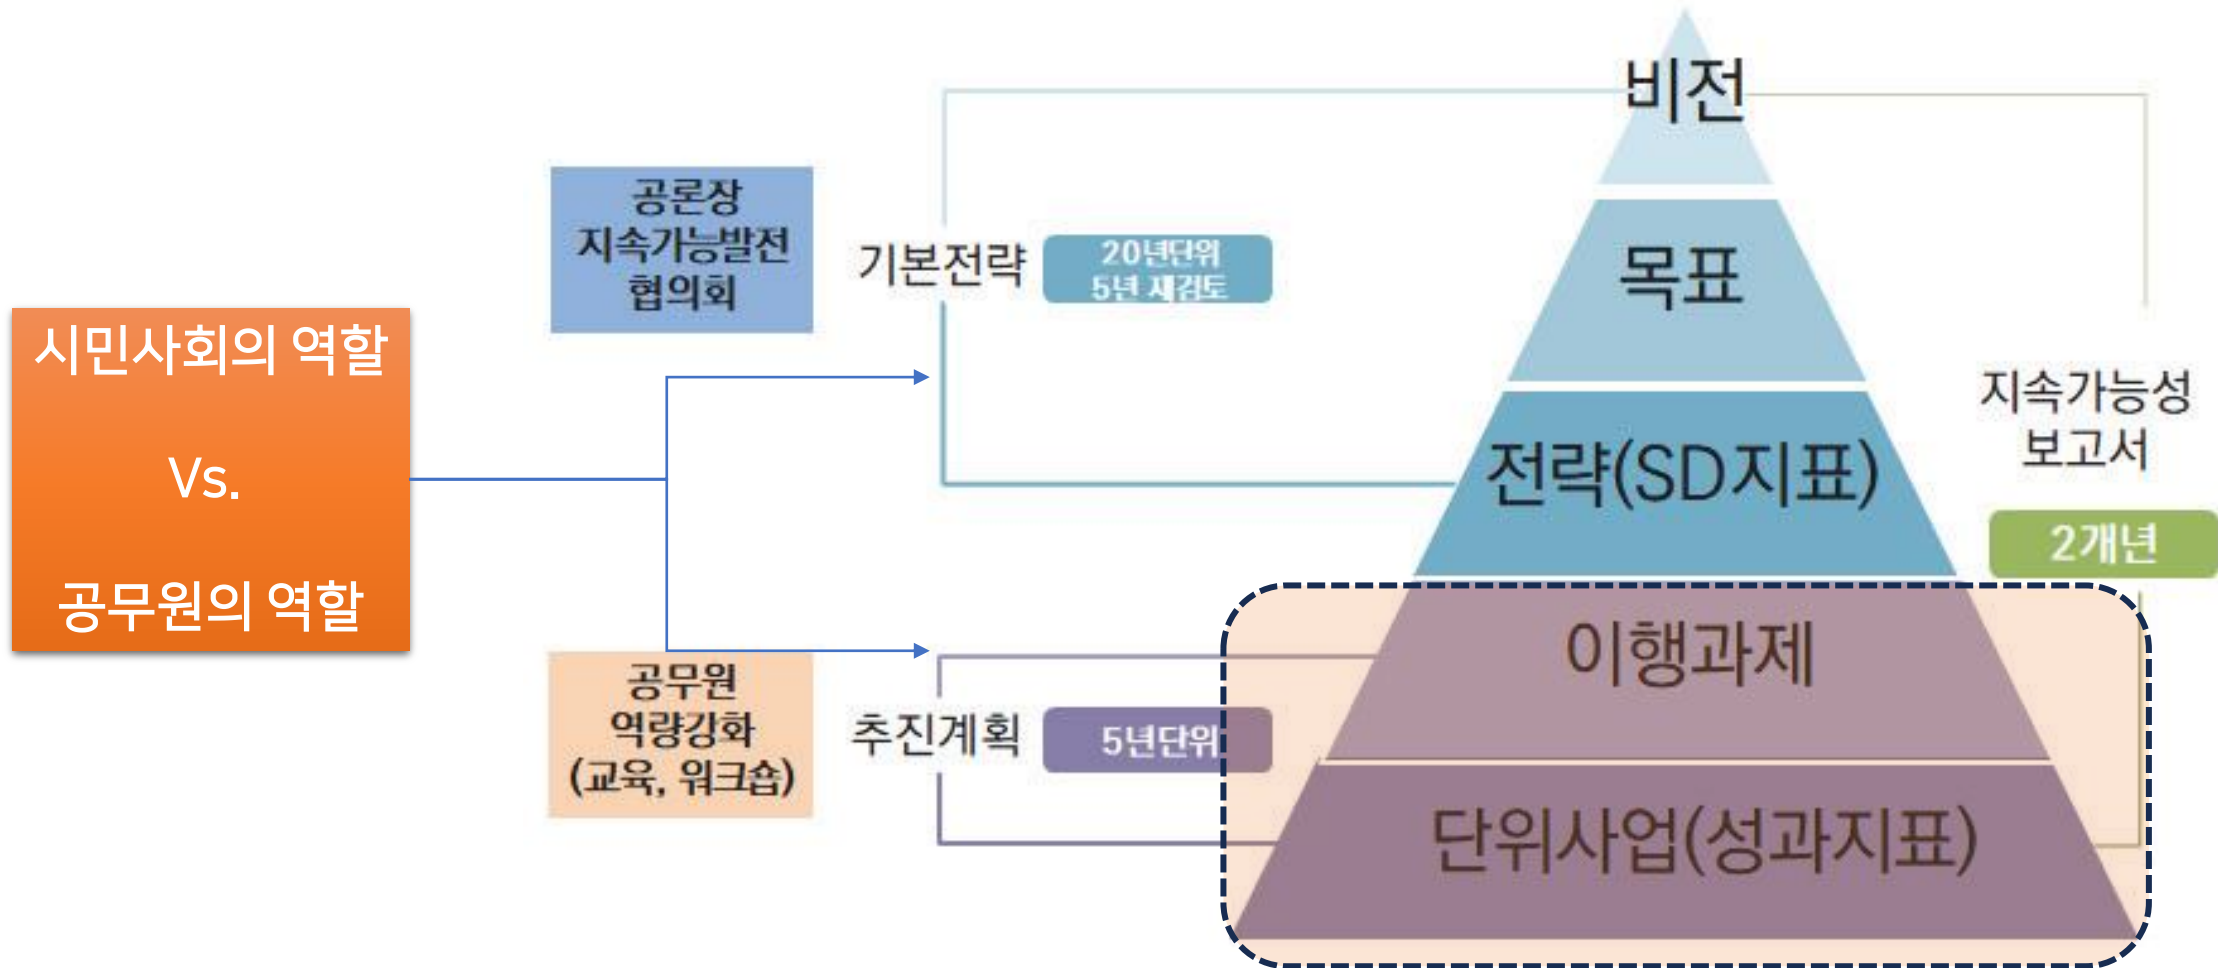 시민사회의 역할
Vs.
공무원의 역할
공론장
지속가능발전
협의회
기본전략
20년단위
5년 재검토
공무원
역량강화
(교육, 워크숍)
추진계획
5년단위
비전
목표
전략(SD지표)
이행과제
단위사업(성과지표)
지속가능성
보고서
2개년